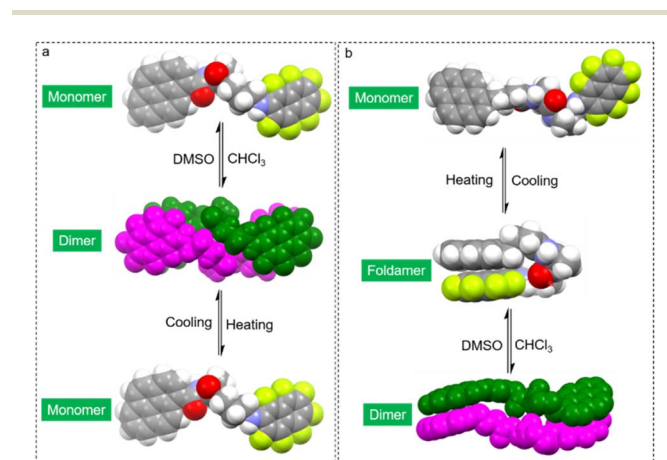 a
Monomer
DMSO CHCl₃
Dimer
Cooling Heating
Monomer
b
Monomer
Heating Cooling
Foldamer
DMSO CHCl₃
Dimer